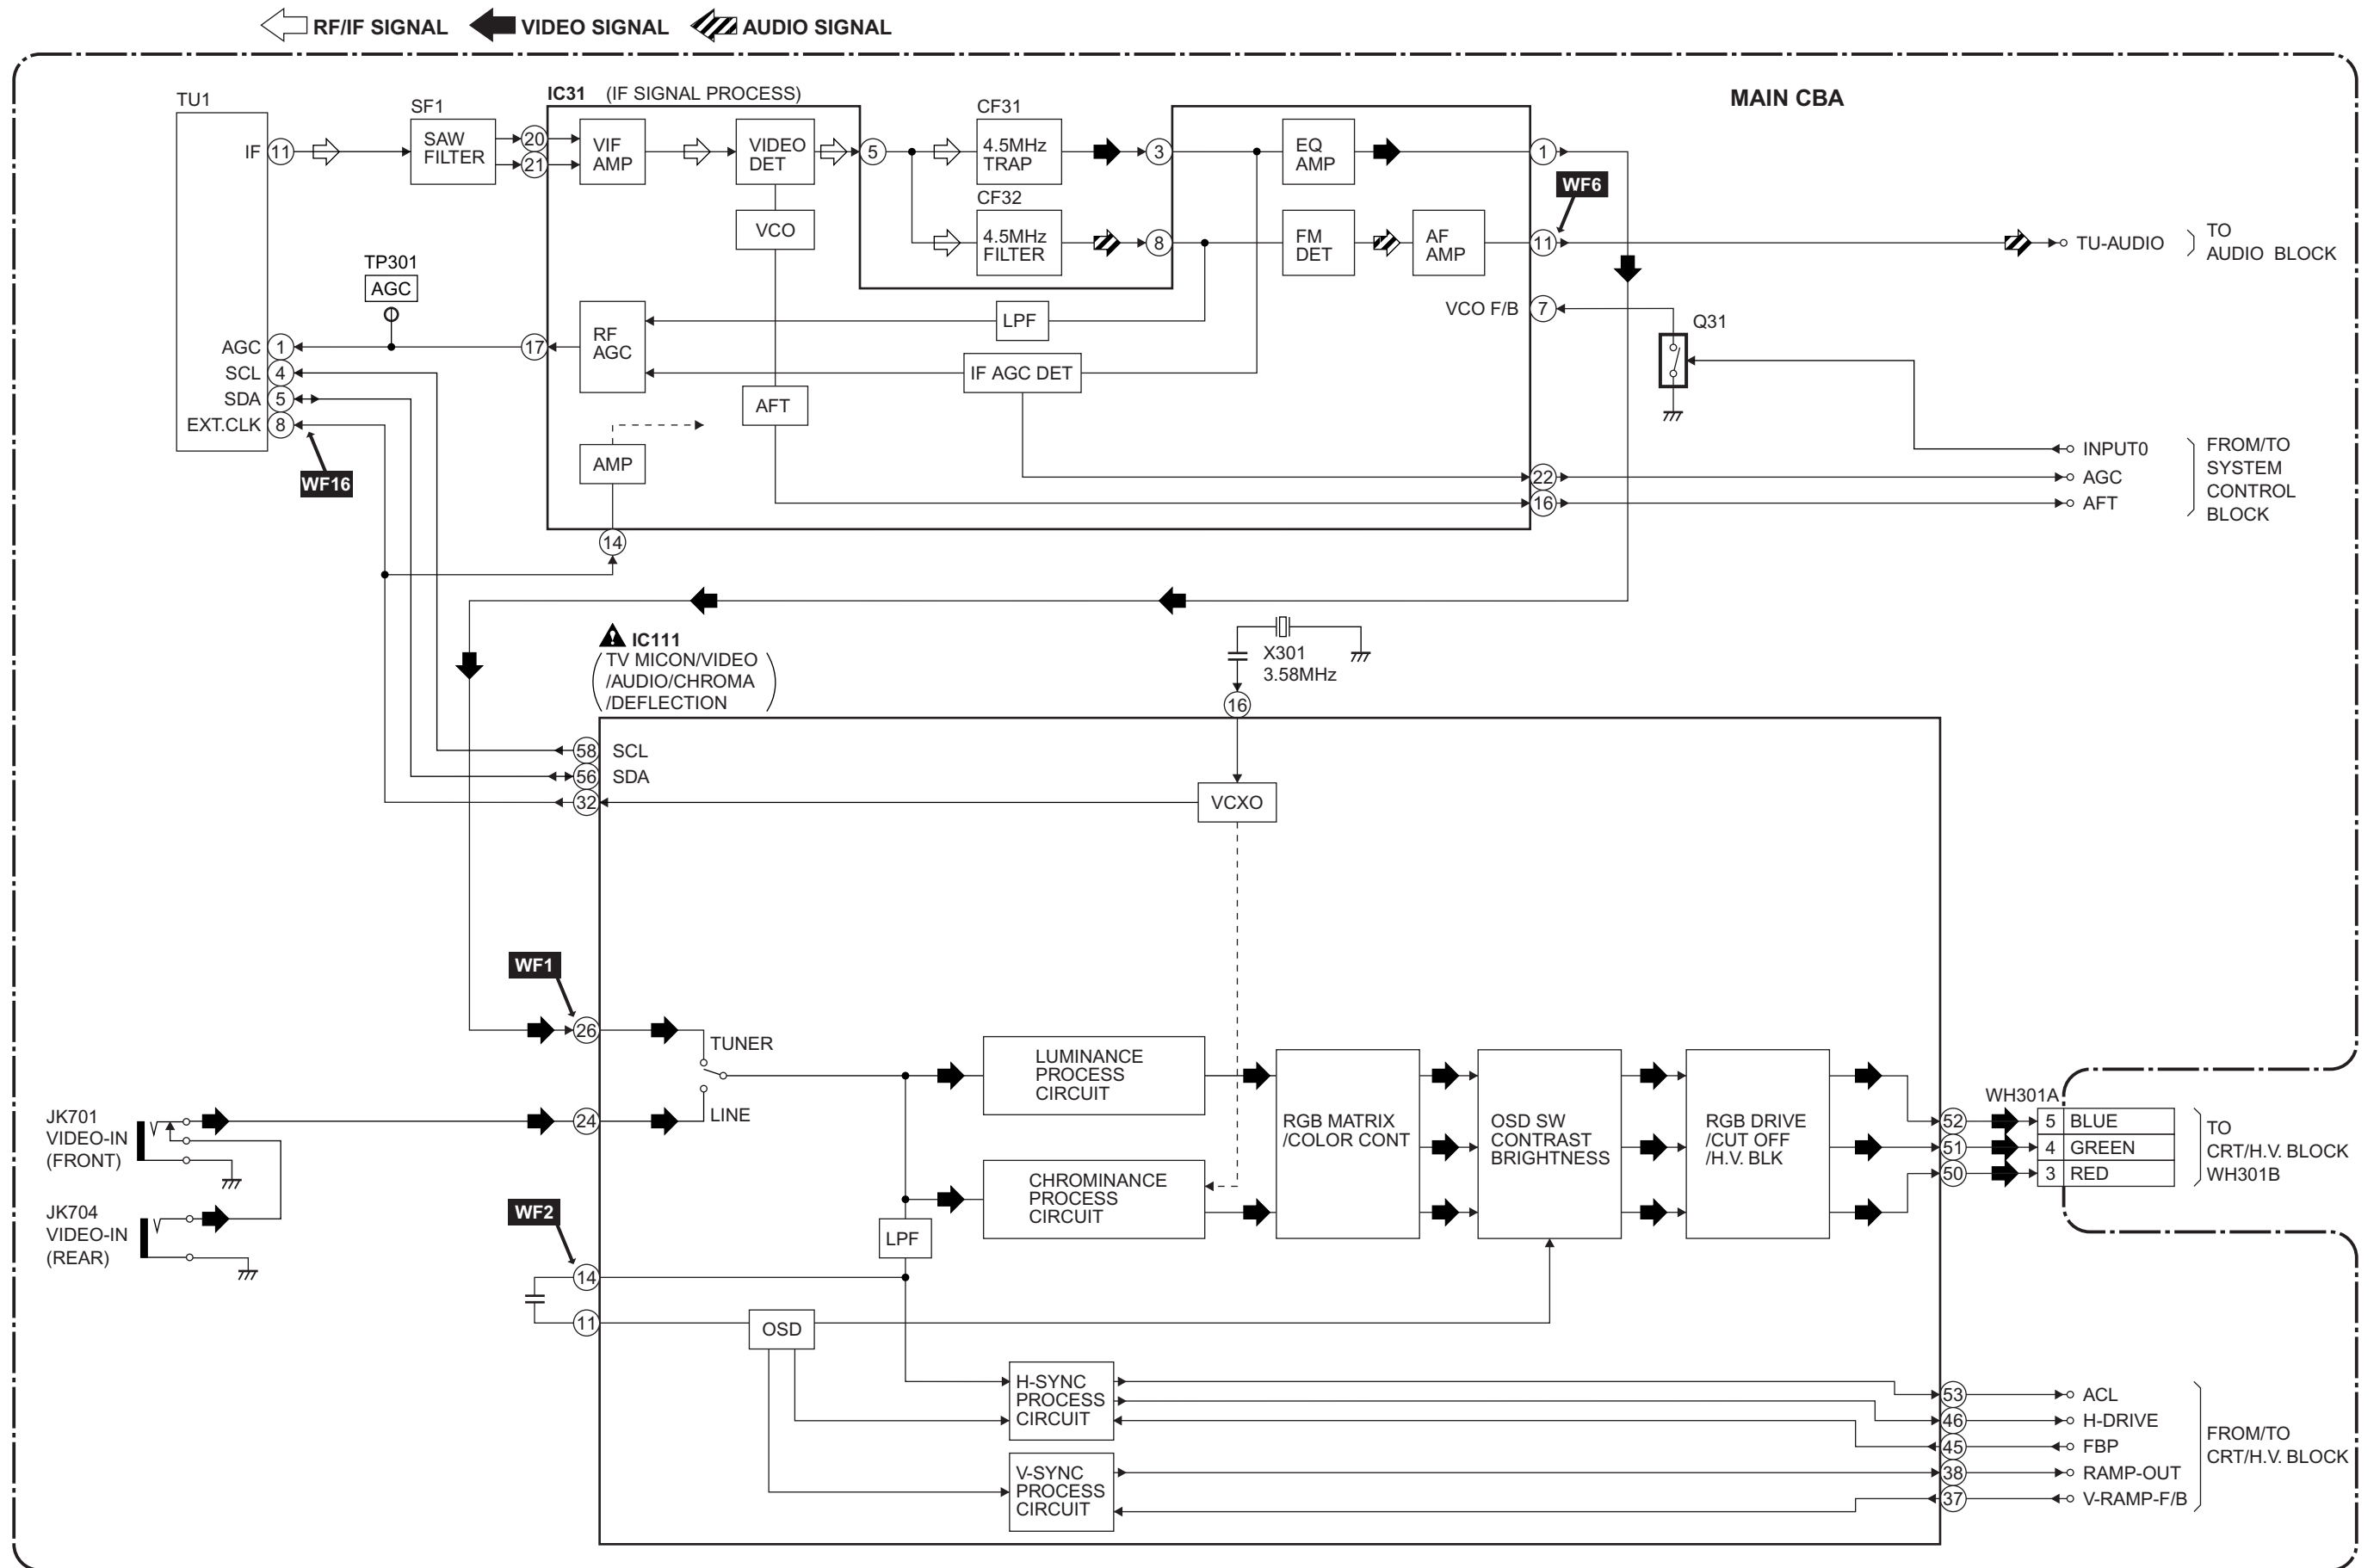 RF/IF SIGNAL VIDEO SIGNAL AUDIO SIGNAL
MAIN CBA
TU1
IF 11
AGC 1
SCL 4
SDA 5
EXT.CLK 8
WF16
TP301
AGC
SF1
SAW
FILTER
IC31 (IF SIGNAL PROCESS)
20
21
VIF
AMP
VIDEO
DET
5
VCO
CF31
4.5MHz
TRAP
3
CF32
4.5MHz
FILTER
8
EQ
AMP
1
WF6
FM
DET
AF
AMP
11
TU-AUDIO
TO
AUDIO BLOCK
VCO F/B 7
Q31
17
RF
AGC
LPF
IF AGC DET
AFT
AMP
14
22
16
INPUT0
AGC
AFT
FROM/TO
SYSTEM
CONTROL
BLOCK
IC111
TV MICON/VIDEO
/AUDIO/CHROMA
/DEFLECTION
X301
3.58MHz
16
58 SCL
56 SDA
32
VCXO
WF1
26
TUNER
LINE
24
JK701
VIDEO-IN
(FRONT)
JK704
VIDEO-IN
(REAR)
WF2
14
11
LPF
OSD
LUMINANCE
PROCESS
CIRCUIT
CHROMINANCE
PROCESS
CIRCUIT
RGB MATRIX
/COLOR CONT
OSD SW
CONTRAST
BRIGHTNESS
RGB DRIVE
/CUT OFF
/H.V. BLK
WH301A
52 5 BLUE
51 4 GREEN
50 3 RED
TO
CRT/H.V. BLOCK
WH301B
H-SYNC
PROCESS
CIRCUIT
V-SYNC
PROCESS
CIRCUIT
53 ACL
46 H-DRIVE
45 FBP
38 RAMP-OUT
37 V-RAMP-F/B
FROM/TO
CRT/H.V. BLOCK